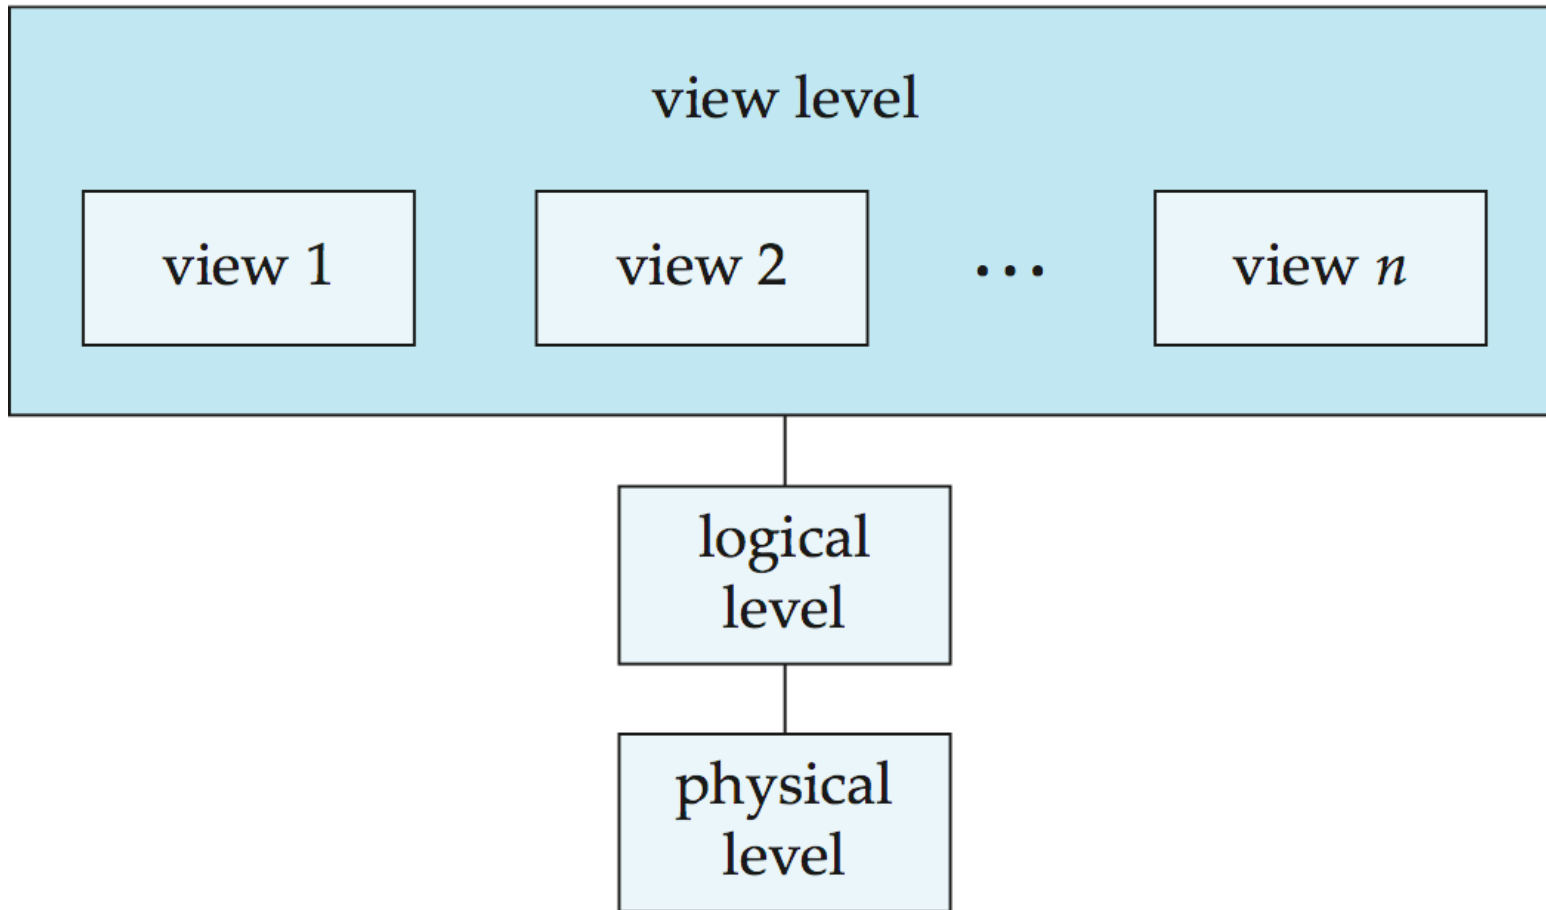 view level
view 1
view 2
...
view n
logical
level
physical
level